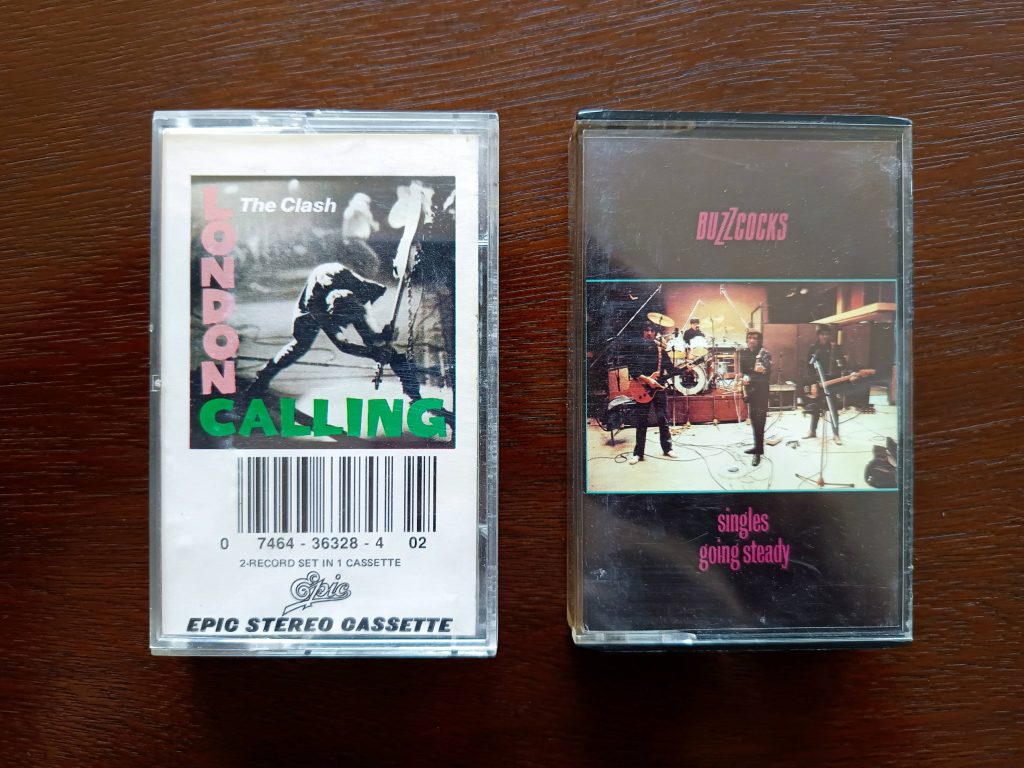 The Clash
LONDON
CALLING
0 7464 - 36328 - 4 02
2-RECORD SET IN 1 CASSETTE
Epic
EPIC STEREO CASSETTE
BUZZCOCKS
singles
going steady